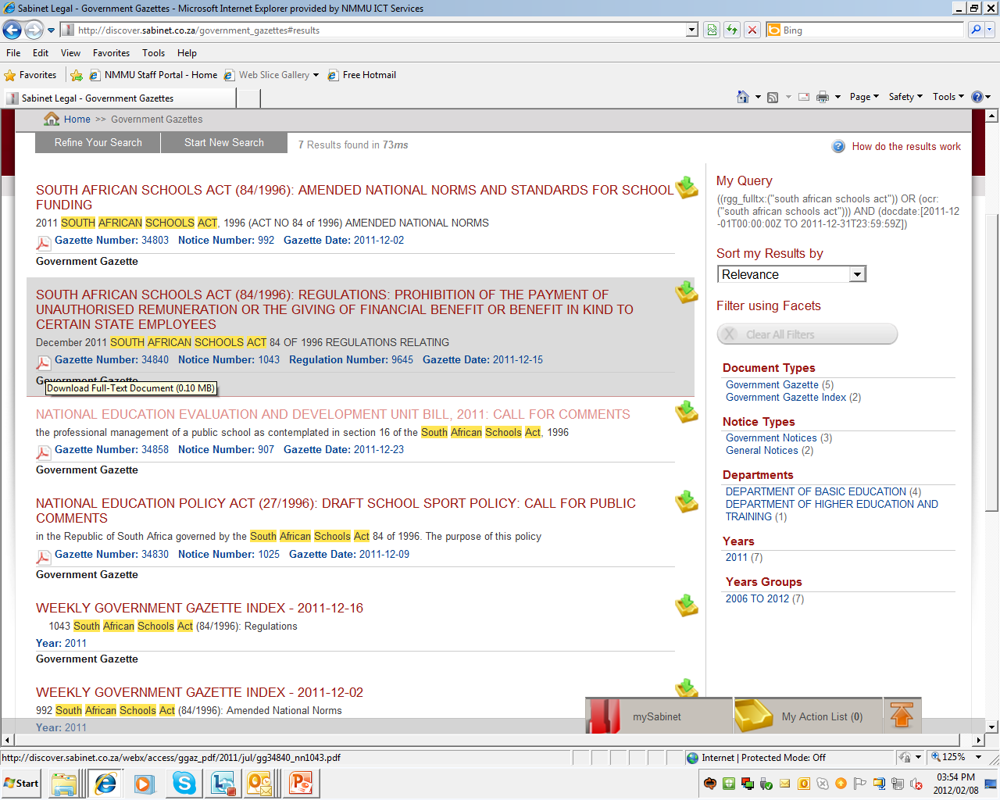 Sabinet Legal - Government Gazettes - Microsoft Internet Explorer provided by NMMU ICT Services
http://discover.sabinet.co.za/government_gazettes#results
Bing
File Edit View Favorites Tools Help
Favorites NMMU Staff Portal - Home Web Slice Gallery Free Hotmail
Sabinet Legal - Government Gazettes
Page Safety Tools
Home >> Government Gazettes
Refine Your Search Start New Search 7 Results found in 73ms
How do the results work
SOUTH AFRICAN SCHOOLS ACT (84/1996): AMENDED NATIONAL NORMS AND STANDARDS FOR SCHOOL
FUNDING
2011 SOUTH AFRICAN SCHOOLS ACT, 1996 (ACT NO 84 of 1996) AMENDED NATIONAL NORMS
Gazette Number: 34803 Notice Number: 992 Gazette Date: 2011-12-02
Government Gazette
SOUTH AFRICAN SCHOOLS ACT (84/1996): REGULATIONS: PROHIBITION OF THE PAYMENT OF
UNAUTHORISED REMUNERATION OR THE GIVING OF FINANCIAL BENEFIT OR BENEFIT IN KIND TO
CERTAIN STATE EMPLOYEES
December 2011 SOUTH AFRICAN SCHOOLS ACT 84 OF 1996 REGULATIONS RELATING
Gazette Number: 34840 Notice Number: 1043 Regulation Number: 9645 Gazette Date: 2011-12-15
Government Gazette
Download Full-Text Document (0.10 MB)
NATIONAL EDUCATION EVALUATION AND DEVELOPMENT UNIT BILL, 2011: CALL FOR COMMENTS
the professional management of a public school as contemplated in section 16 of the South African Schools Act, 1996
Gazette Number: 34858 Notice Number: 907 Gazette Date: 2011-12-23
Government Gazette
NATIONAL EDUCATION POLICY ACT (27/1996): DRAFT SCHOOL SPORT POLICY: CALL FOR PUBLIC
COMMENTS
in the Republic of South Africa governed by the South African Schools Act 84 of 1996. The purpose of this policy
Gazette Number: 34830 Notice Number: 1025 Gazette Date: 2011-12-09
Government Gazette
WEEKLY GOVERNMENT GAZETTE INDEX - 2011-12-16
1043 South African Schools Act (84/1996): Regulations
Year: 2011
Government Gazette
WEEKLY GOVERNMENT GAZETTE INDEX - 2011-12-02
992 South African Schools Act (84/1996): Amended National Norms
Year: 2011
My Query
((rgg_fulltx:("south african schools act")) OR (ocr:
("south african schools act"))) AND (docdate:[2011-12
-01T00:00:00Z TO 2011-12-31T23:59:59Z])
Sort my Results by
Relevance
Filter using Facets
Clear All Filters
Document Types
Government Gazette (5)
Government Gazette Index (2)
Notice Types
Government Notices (3)
General Notices (2)
Departments
DEPARTMENT OF BASIC EDUCATION (4)
DEPARTMENT OF HIGHER EDUCATION AND
TRAINING (1)
Years
2011 (7)
Years Groups
2006 TO 2012 (7)
mySabinet My Action List (0)
http://discover.sabinet.co.za/webx/access/ggaz_pdf/2011/jul/gg34840_nn1043.pdf
Internet | Protected Mode: Off
125%
Start
03:54 PM
2012/02/08